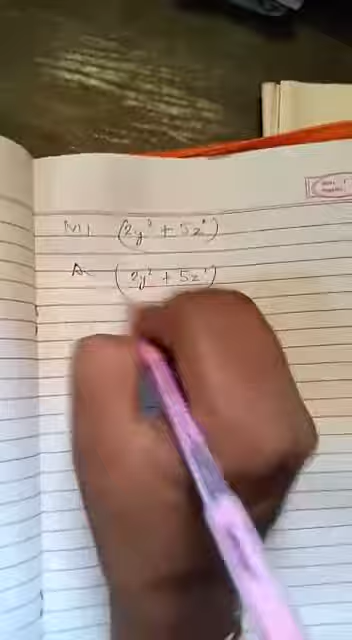 (2y² + 5z²)
A. (2y² + 5z²)